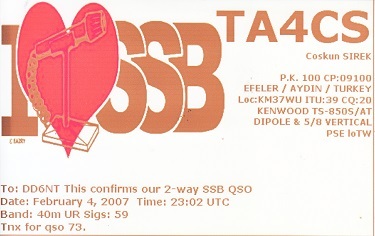 TA4CS
I SSB
Coskun SIREK
P.K. 100 CP:09100
EFELER / AYDIN / TURKEY
Loc:KM37WU ITU:39 CQ:20
KENWOOD TS-850S/AT
DIPOLE & 5/8 VERTICAL
PSE loTW
To: DD6NT This confirms our 2-way SSB QSO
Date: February 4, 2007 Time: 23:02 UTC
Band: 40m UR Sigs: 59
Tnx for qso 73.